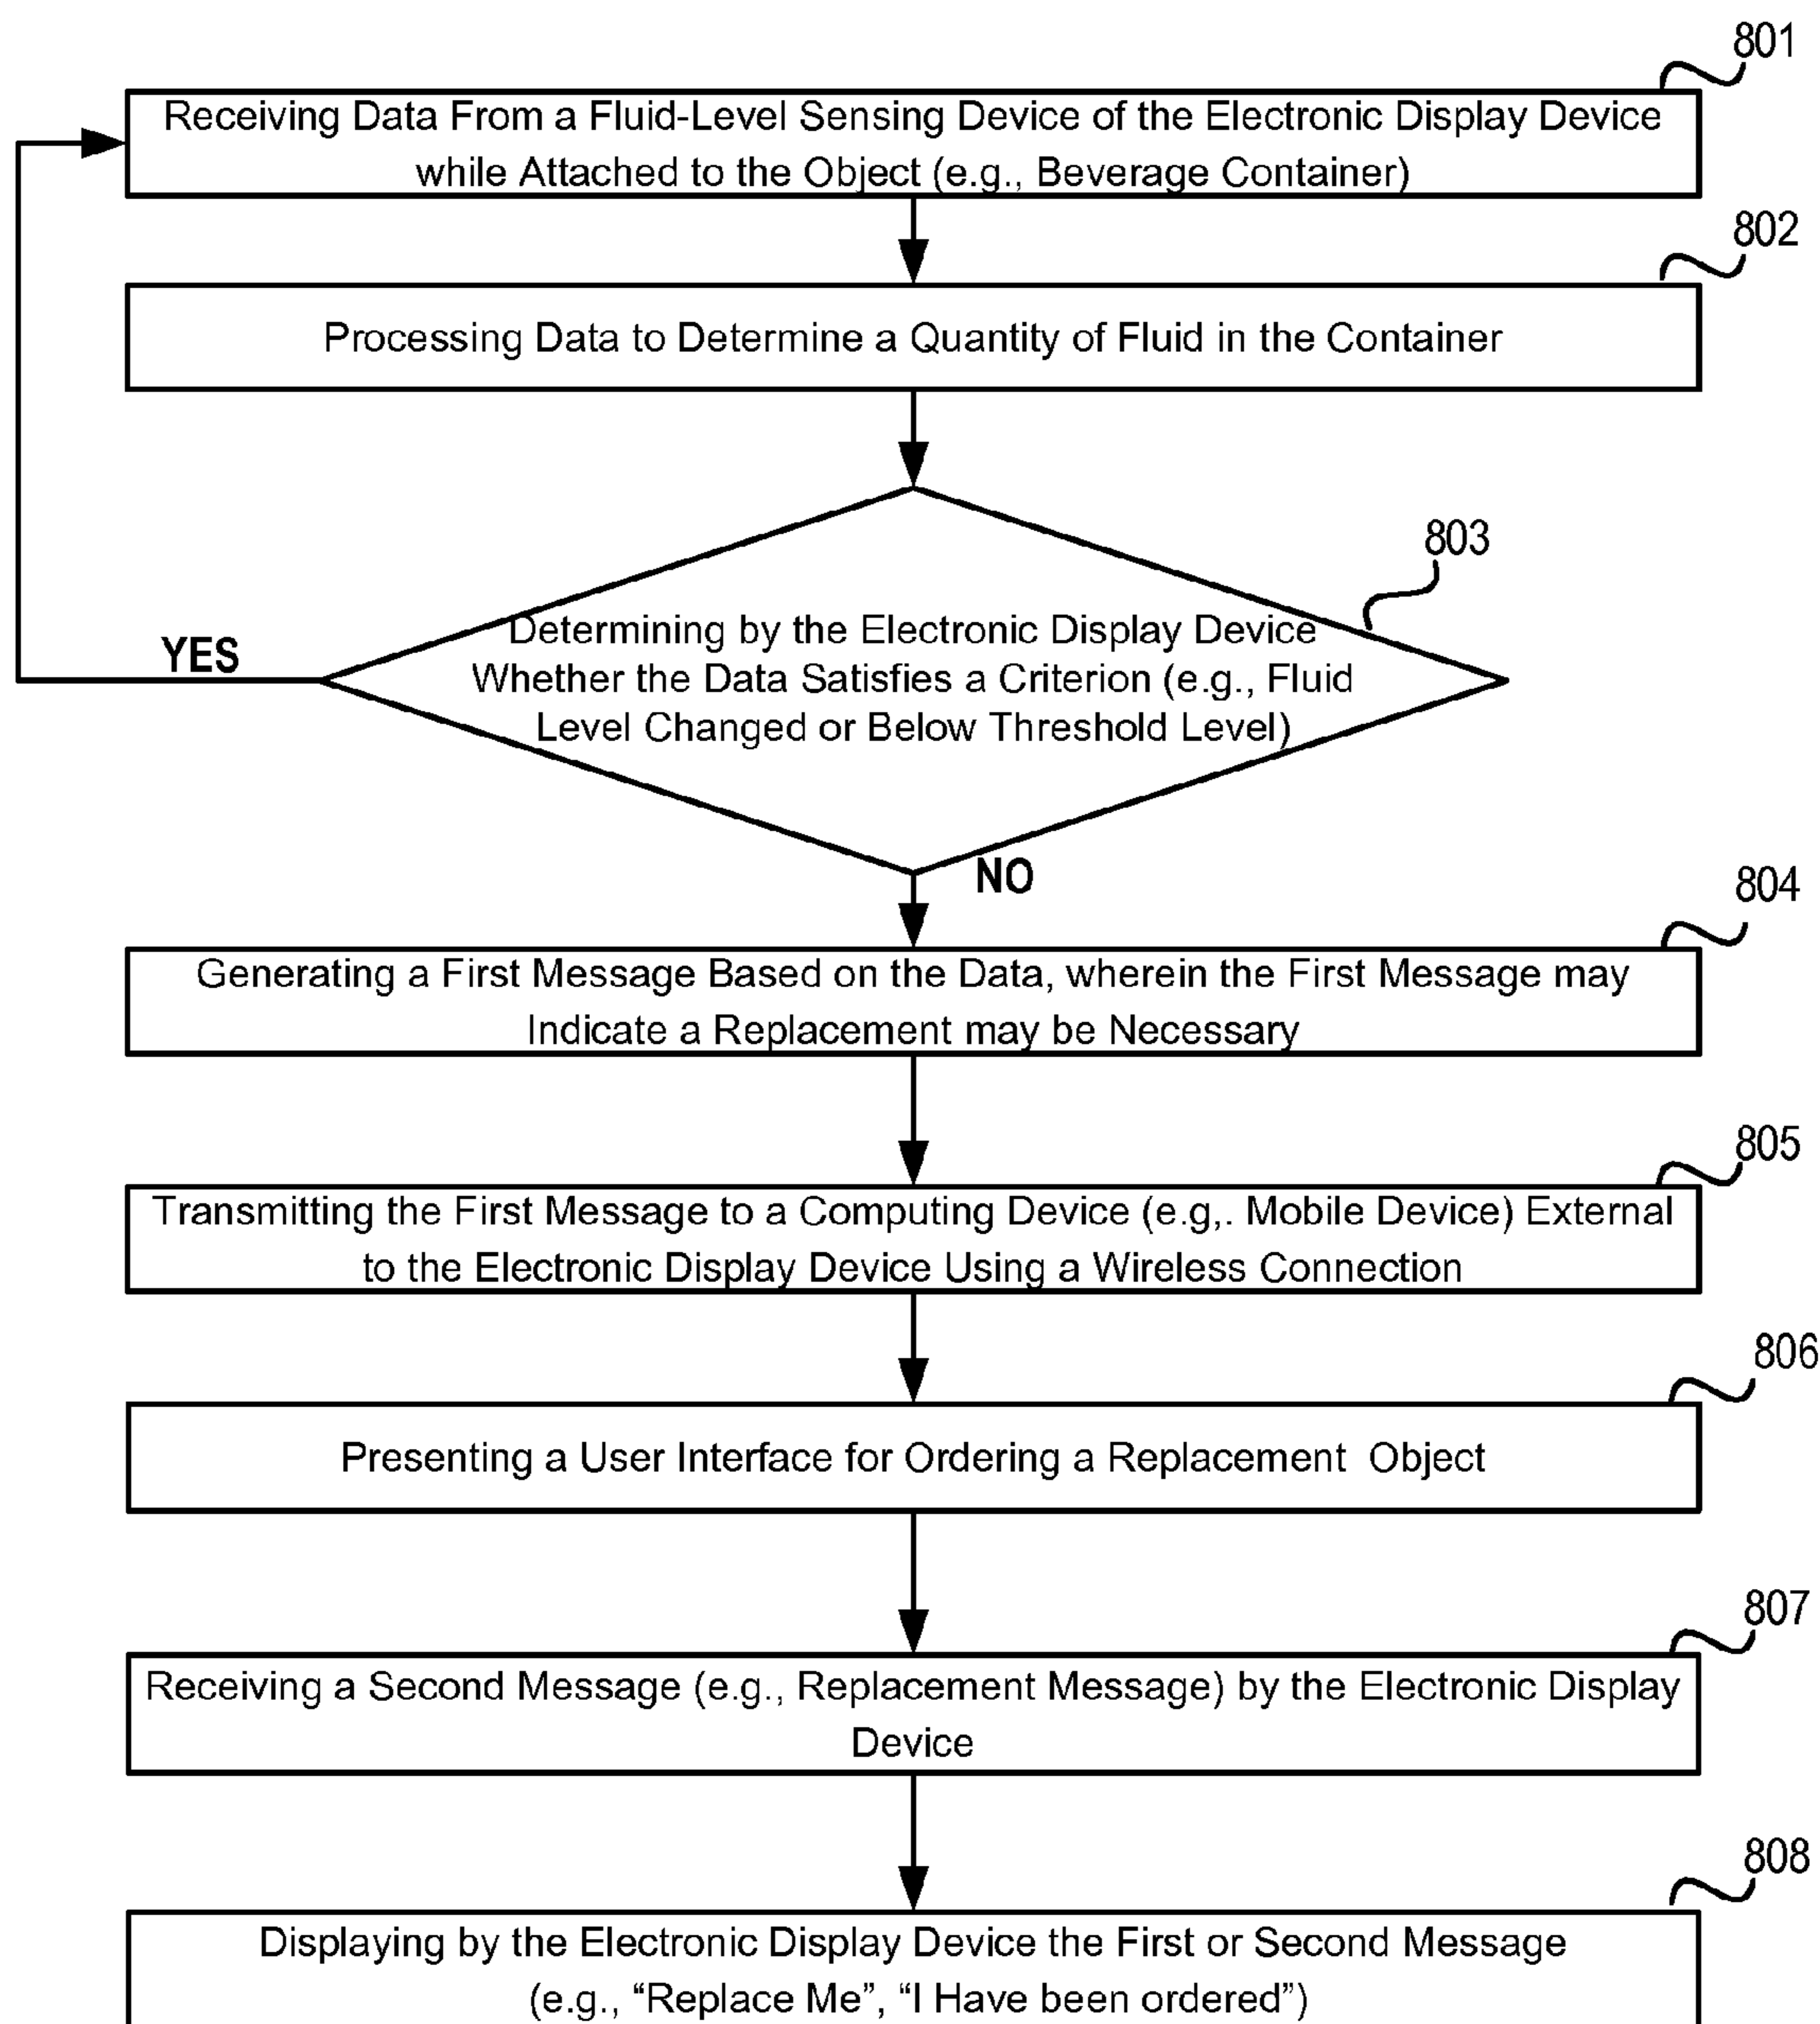 801
Receiving Data From a Fluid-Level Sensing Device of the Electronic Display Device
while Attached to the Object (e.g., Beverage Container)
802
Processing Data to Determine a Quantity of Fluid in the Container
803
Determining by the Electronic Display Device
Whether the Data Satisfies a Criterion (e.g., Fluid
Level Changed or Below Threshold Level)
YES
NO
804
Generating a First Message Based on the Data, wherein the First Message may
Indicate a Replacement may be Necessary
805
Transmitting the First Message to a Computing Device (e.g,. Mobile Device) External
to the Electronic Display Device Using a Wireless Connection
806
Presenting a User Interface for Ordering a Replacement Object
807
Receiving a Second Message (e.g., Replacement Message) by the Electronic Display
Device
808
Displaying by the Electronic Display Device the First or Second Message
(e.g., “Replace Me”, “I Have been ordered”)